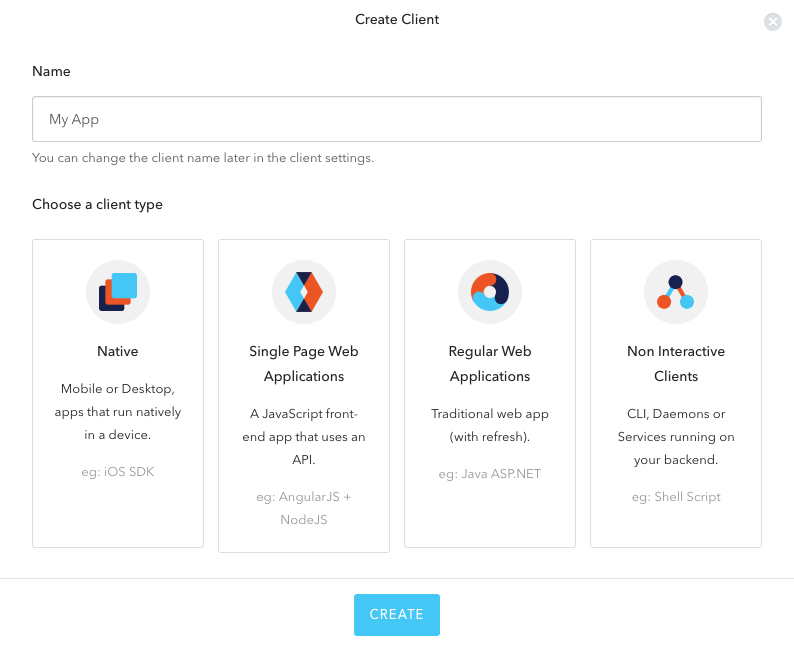 Create Client
Name
My App
You can change the client name later in the client settings.
Choose a client type
Native
Mobile or Desktop,
apps that run natively
in a device.
eg: iOS SDK
Single Page Web
Applications
A JavaScript front-
end app that uses an
API.
eg: AngularJS +
NodeJS
Regular Web
Applications
Traditional web app
(with refresh).
eg: Java ASP.NET
Non Interactive
Clients
CLI, Daemons or
Services running on
your backend.
eg: Shell Script
CREATE